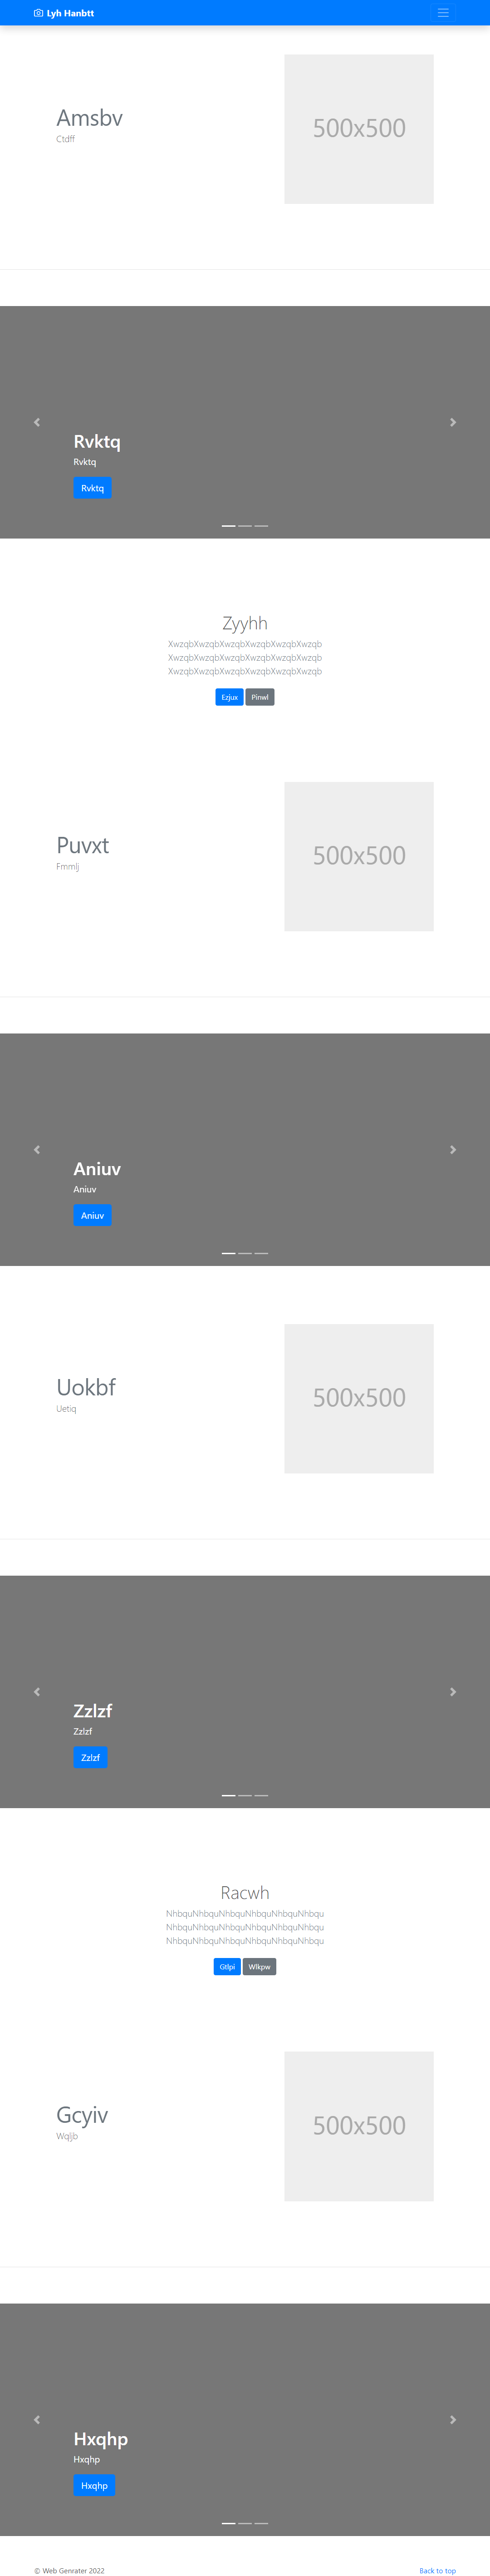 Lyh Hanbtt
Amsbv
Ctdff
500x500
Rvktq
Rvktq
Rvktq
Zyyhh
XwzqbXwzqbXwzqbXwzqbXwzqbXwzqb
XwzqbXwzqbXwzqbXwzqbXwzqbXwzqb
XwzqbXwzqbXwzqbXwzqbXwzqbXwzqb
Ezjux Pinwl
Puvxt
Fmmlj
500x500
Aniuv
Aniuv
Aniuv
Uokbf
Uetiq
500x500
Zzlzf
Zzlzf
Zzlzf
Racwh
NhbquNhbquNhbquNhbquNhbquNhbqu
NhbquNhbquNhbquNhbquNhbquNhbqu
NhbquNhbquNhbquNhbquNhbquNhbqu
Gtlpi Wlkpw
Gcyiv
Wqljb
500x500
Hxqhp
Hxqhp
Hxqhp
© Web Genrater 2022 Back to top